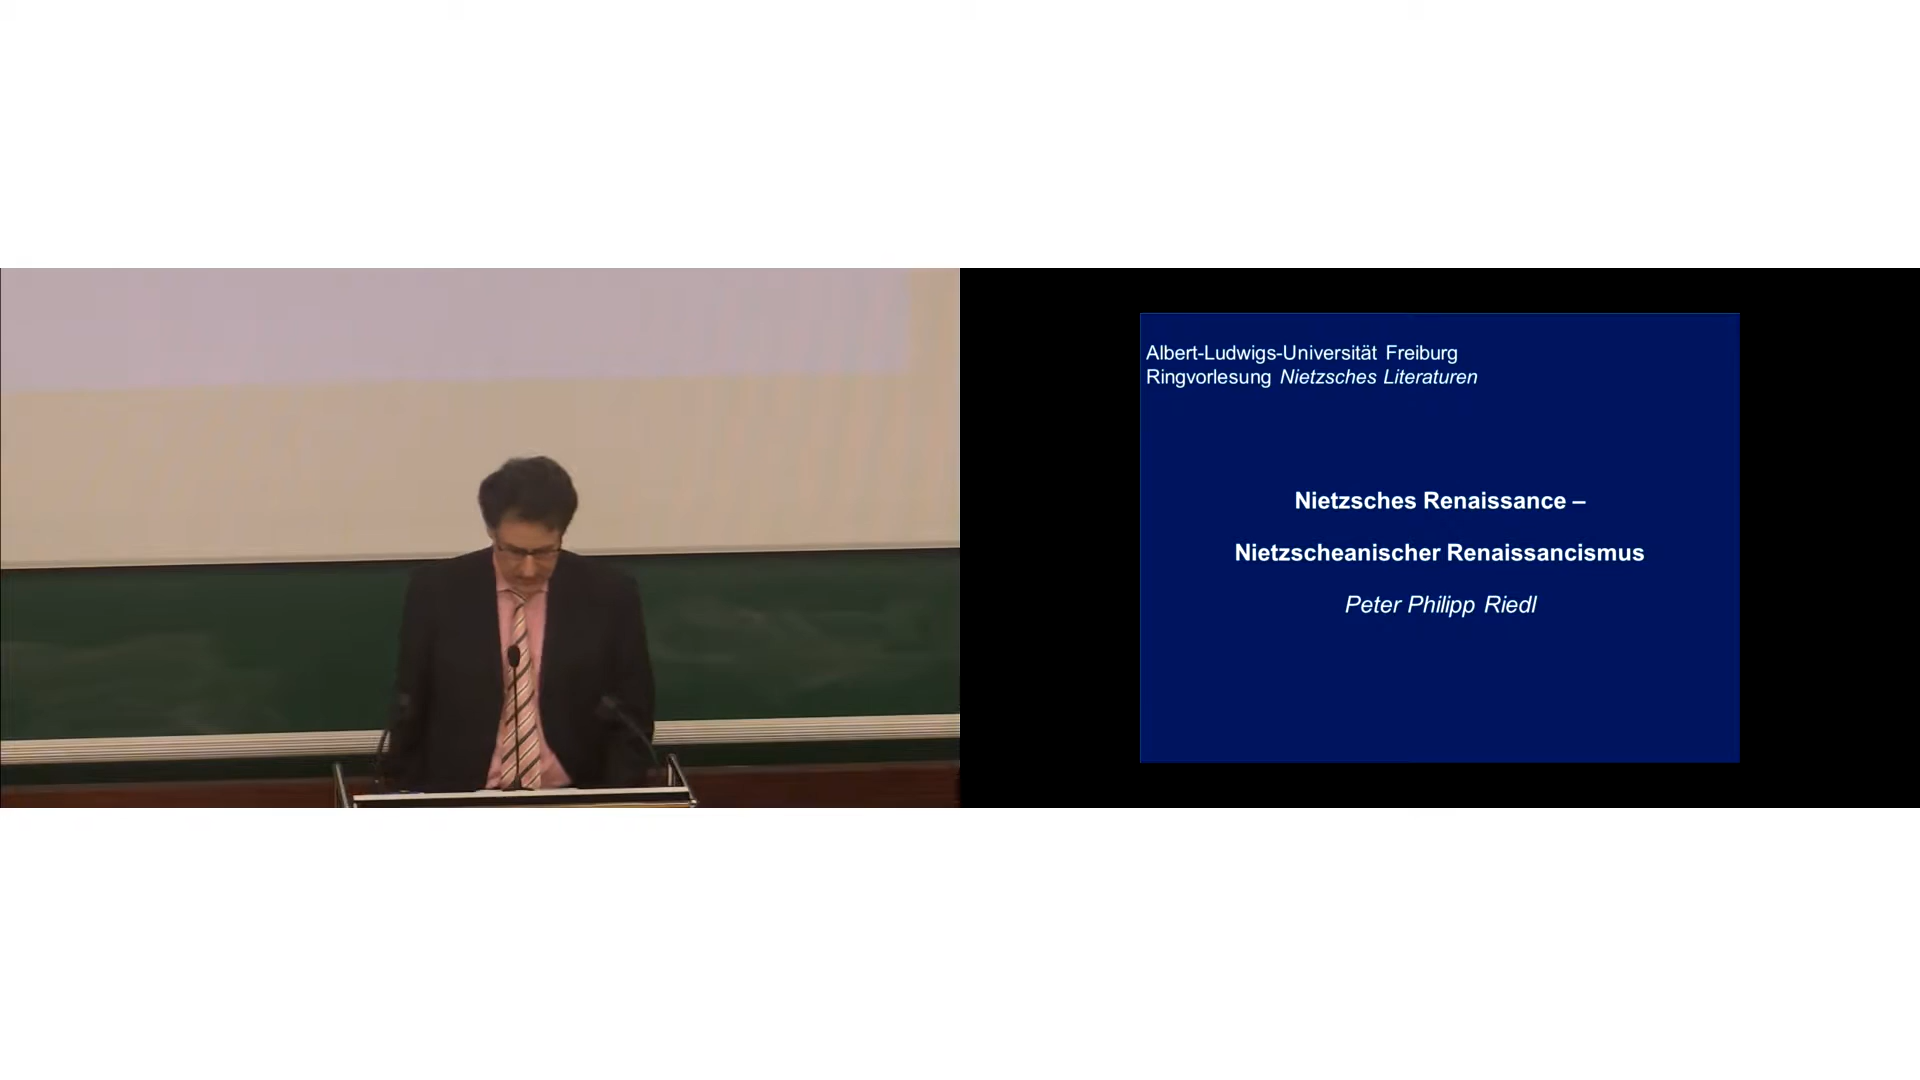 Albert-Ludwigs-Universität Freiburg
Ringvorlesung Nietzsches Literaturen
Nietzsches Renaissance –
Nietzscheanischer Renaissancismus
Peter Philipp Riedl